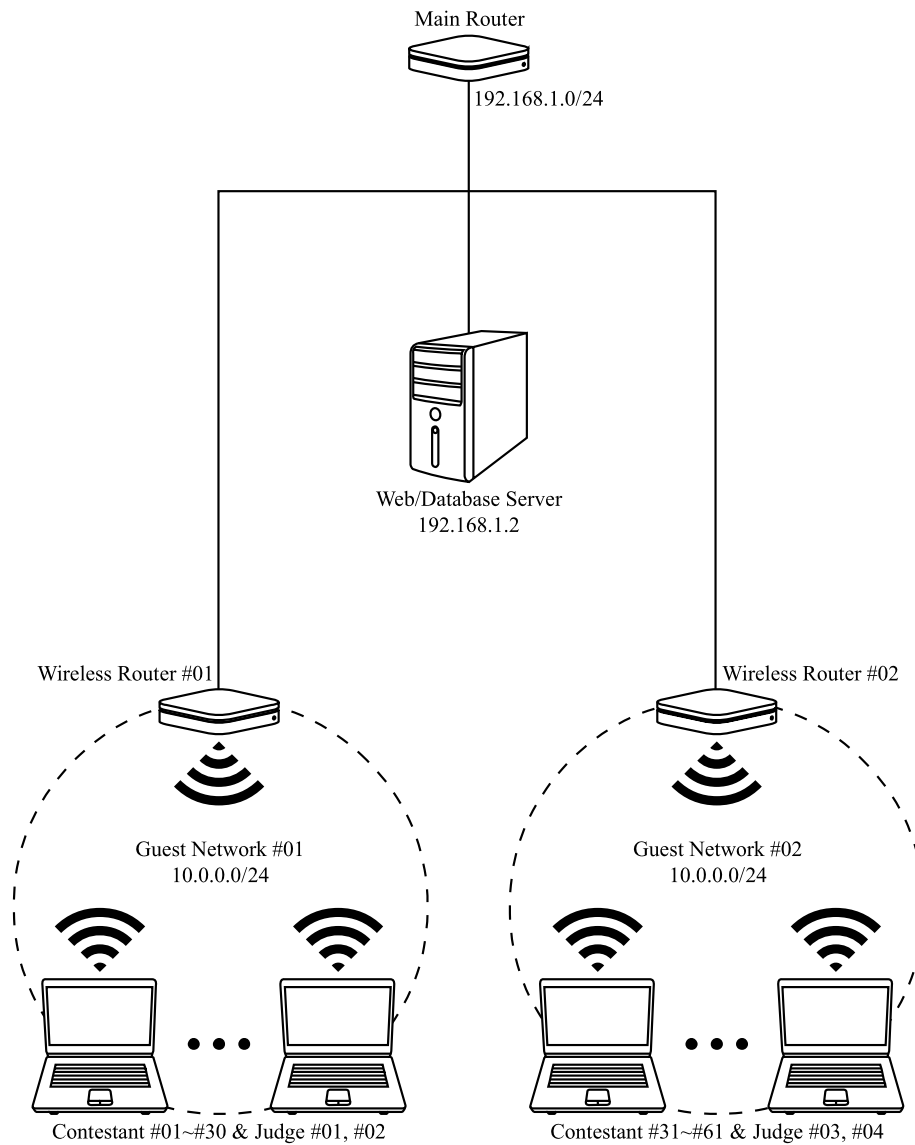 Main Router
192.168.1.0/24
Web/Database Server
192.168.1.2
Wireless Router #01
Wireless Router #02
Guest Network #01
10.0.0.0/24
Guest Network #02
10.0.0.0/24
Contestant #01~#30 & Judge #01, #02
Contestant #31~#61 & Judge #03, #04